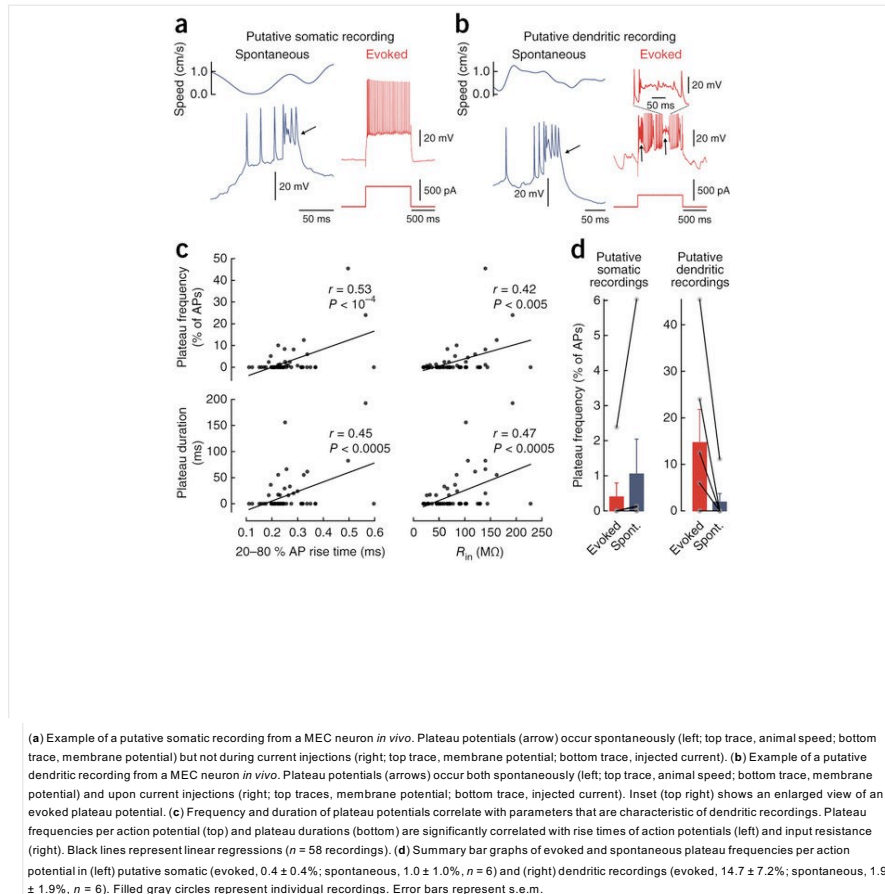 a
Putative somatic recording
Spontaneous
Evoked
Speed (cm/s)
1.0
0.0
20 mV
20 mV
500 pA
50 ms
500 ms
b
Putative dendritic recording
Spontaneous
Evoked
Speed (cm/s)
1.0
0.0
20 mV
50 ms
20 mV
20 mV
500 pA
50 ms
500 ms
c
Plateau frequency
(% of APs)
50
40
30
20
10
0
r = 0.53
P < 10⁻⁴
r = 0.42
P < 0.005
Plateau duration
(ms)
200
150
100
50
0
r = 0.45
P < 0.0005
r = 0.47
P < 0.0005
0.1 0.2 0.3 0.4 0.5 0.6
20–80 % AP rise time (ms)
0 50 100 150 200 250
Rin (MΩ)
d
Putative
somatic
recordings
Putative
dendritic
recordings
Plateau frequency (% of APs)
6
5
4
3
2
1
0
Evoked
Spont.
40
30
20
10
0
Evoked
Spont.
(a) Example of a putative somatic recording from a MEC neuron in vivo. Plateau potentials (arrow) occur spontaneously (left; top trace, animal speed; bottom
trace, membrane potential) but not during current injections (right; top trace, membrane potential; bottom trace, injected current). (b) Example of a putative
dendritic recording from a MEC neuron in vivo. Plateau potentials (arrows) occur both spontaneously (left; top trace, animal speed; bottom trace, membrane
potential) and upon current injections (right; top traces, membrane potential; bottom trace, injected current). Inset (top right) shows an enlarged view of an
evoked plateau potential. (c) Frequency and duration of plateau potentials correlate with parameters that are characteristic of dendritic recordings. Plateau
frequencies per action potential (top) and plateau durations (bottom) are significantly correlated with rise times of action potentials (left) and input resistance
(right). Black lines represent linear regressions (n = 58 recordings). (d) Summary bar graphs of evoked and spontaneous plateau frequencies per action
potential in (left) putative somatic (evoked, 0.4 ± 0.4%; spontaneous, 1.0 ± 1.0%, n = 6) and (right) dendritic recordings (evoked, 14.7 ± 7.2%; spontaneous, 1.9
± 1.9%, n = 6). Filled gray circles represent individual recordings. Error bars represent s.e.m.